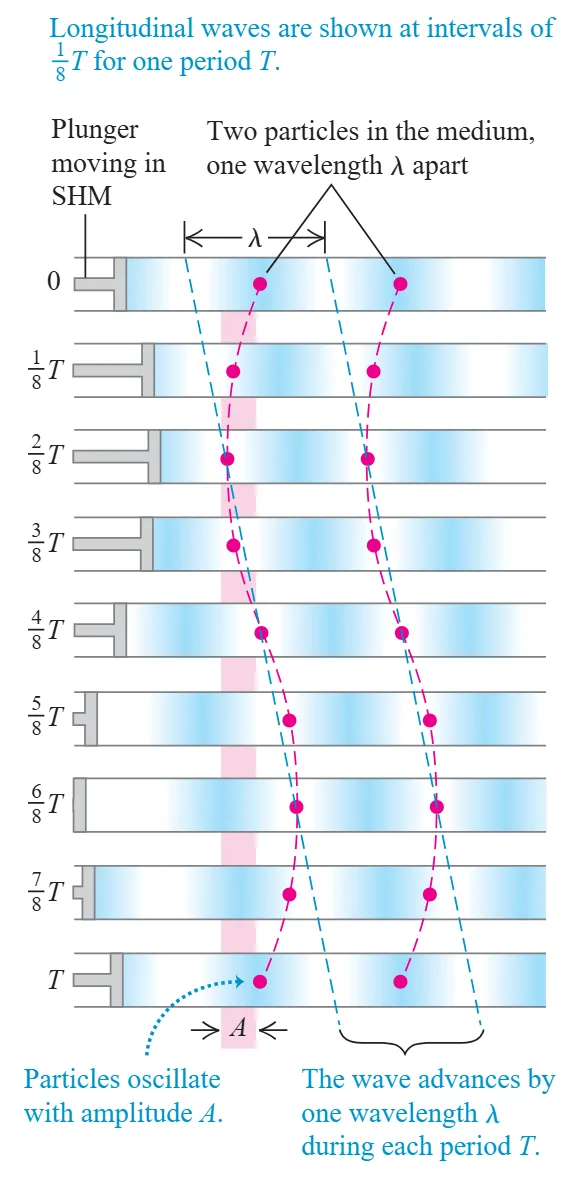 Longitudinal waves are shown at intervals of
1/8 T for one period T.
Plunger
moving in
SHM
Two particles in the medium,
one wavelength λ apart
λ
0
1/8 T
2/8 T
3/8 T
4/8 T
5/8 T
6/8 T
7/8 T
T
A
Particles oscillate
with amplitude A.
The wave advances by
one wavelength λ
during each period T.